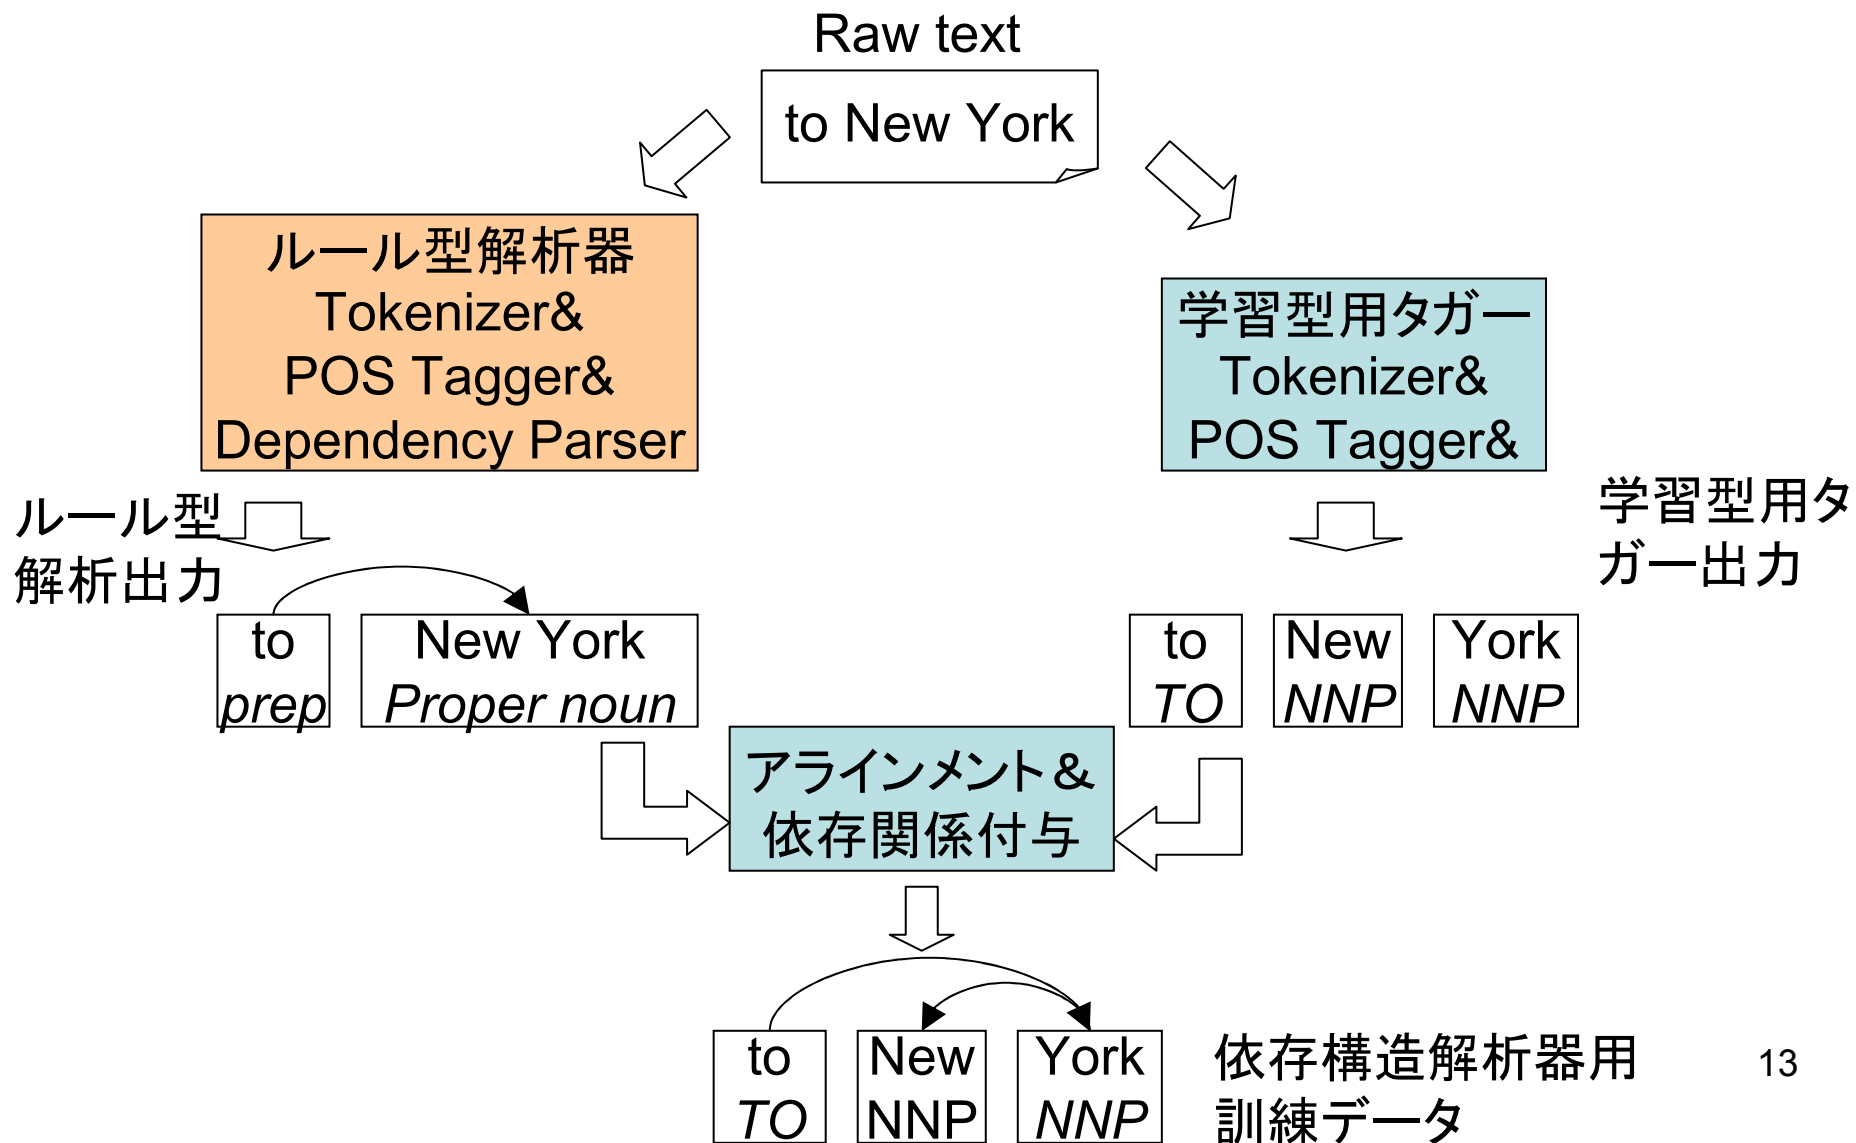 Raw text
to New York
ルール型解析器
Tokenizer&
POS Tagger&
Dependency Parser
学習型用タガー
Tokenizer&
POS Tagger&
ルール型
解析出力
学習型用タ
ガー出力
to
prep
New York
Proper noun
to
TO
New
NNP
York
NNP
アラインメント&
依存関係付与
to
TO
New
NNP
York
NNP
依存構造解析器用
訓練データ
13